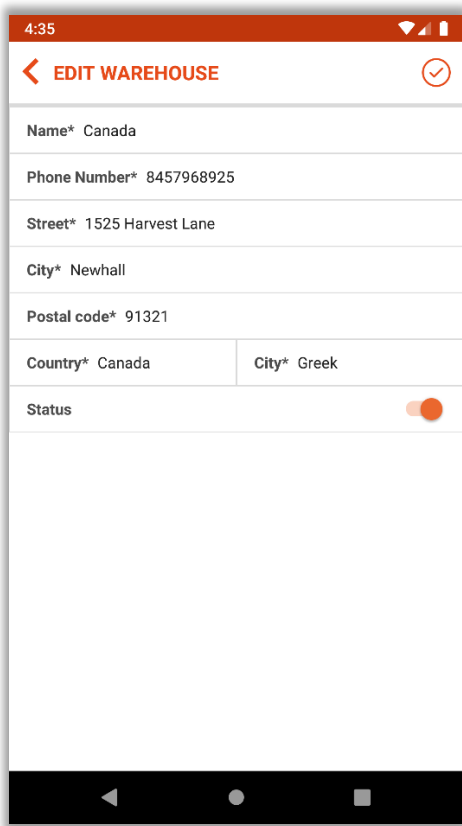 4:35
EDIT WAREHOUSE
Name* Canada
Phone Number* 8457968925
Street* 1525 Harvest Lane
City* Newhall
Postal code* 91321
Country* Canada City* Greek
Status